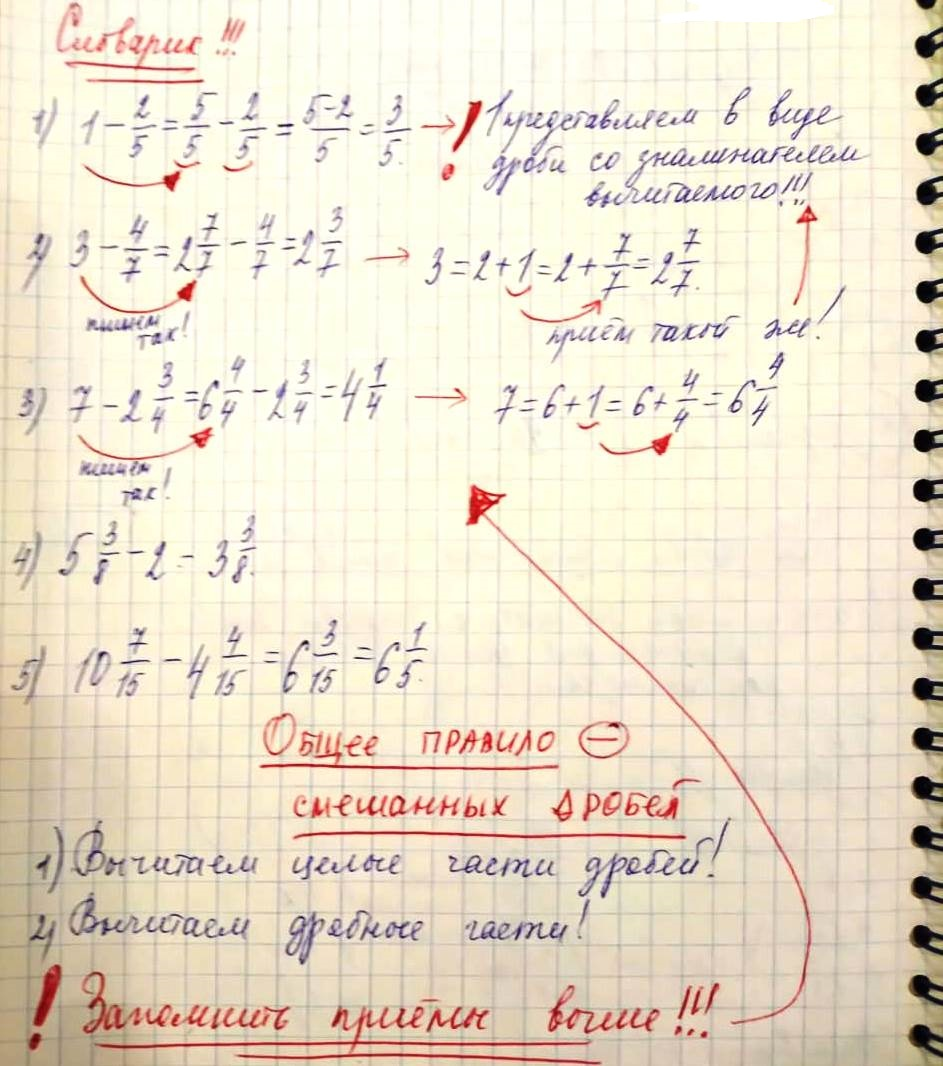 Словарик!!!
1) 1 - 2/5 = 5/5 - 2/5 = 5-2/5 = 3/5. → ! 1 представляем в виде
дроби со знаменателем
вычитаемого!!!
2) 3 - 4/7 = 2 7/7 - 4/7 = 2 3/7 → 3 = 2 + 1 = 2 + 7/7 = 2 7/7.
пишем
так!
приём такой же!
3) 7 - 2 3/4 = 6 4/4 - 2 3/4 = 4 1/4 → 7 = 6 + 1 = 6 + 4/4 = 6 4/4
пишем
так!
4) 5 3/8 - 2 = 3 3/8.
5) 10 7/15 - 4 4/15 = 6 3/15 = 6 1/5.
Общее правило ⊖
смешанных дробей
1) Вычитаем целые части дробей!
2) Вычитаем дробные части!
! Запомнить приёмы выше!!!